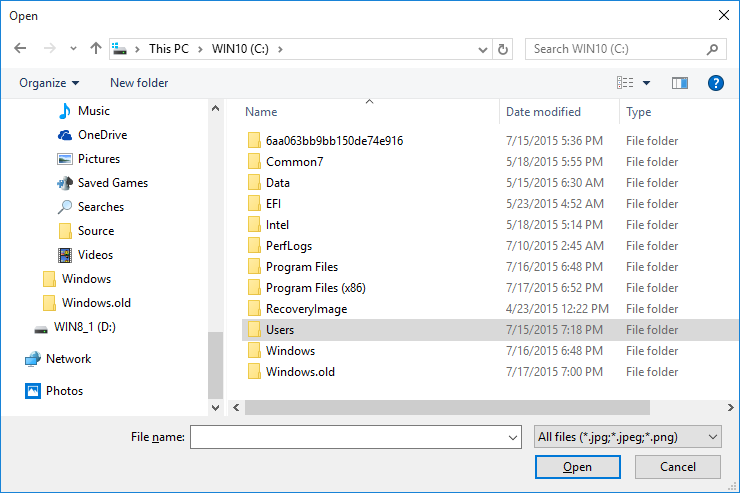 Open
This PC > WIN10 (C:) >
Search WIN10 (C:)
Organize
New folder
?
Music
OneDrive
Pictures
Saved Games
Searches
Source
Videos
Windows
Windows.old
WIN8_1 (D:)
Network
Photos
Name Date modified Type
6aa063bb9bb150de74e916 7/15/2015 5:36 PM File folder
Common7 5/18/2015 5:55 PM File folder
Data 5/15/2015 6:30 AM File folder
EFI 5/23/2015 4:52 AM File folder
Intel 5/18/2015 5:14 PM File folder
PerfLogs 7/10/2015 2:45 AM File folder
Program Files 7/16/2015 6:48 PM File folder
Program Files (x86) 7/17/2015 6:52 PM File folder
RecoveryImage 4/23/2015 12:22 PM File folder
Users 7/15/2015 7:18 PM File folder
Windows 7/16/2015 6:48 PM File folder
Windows.old 7/17/2015 7:00 PM File folder
File name:
All files (*.jpg;*.jpeg;*.png)
Open
Cancel